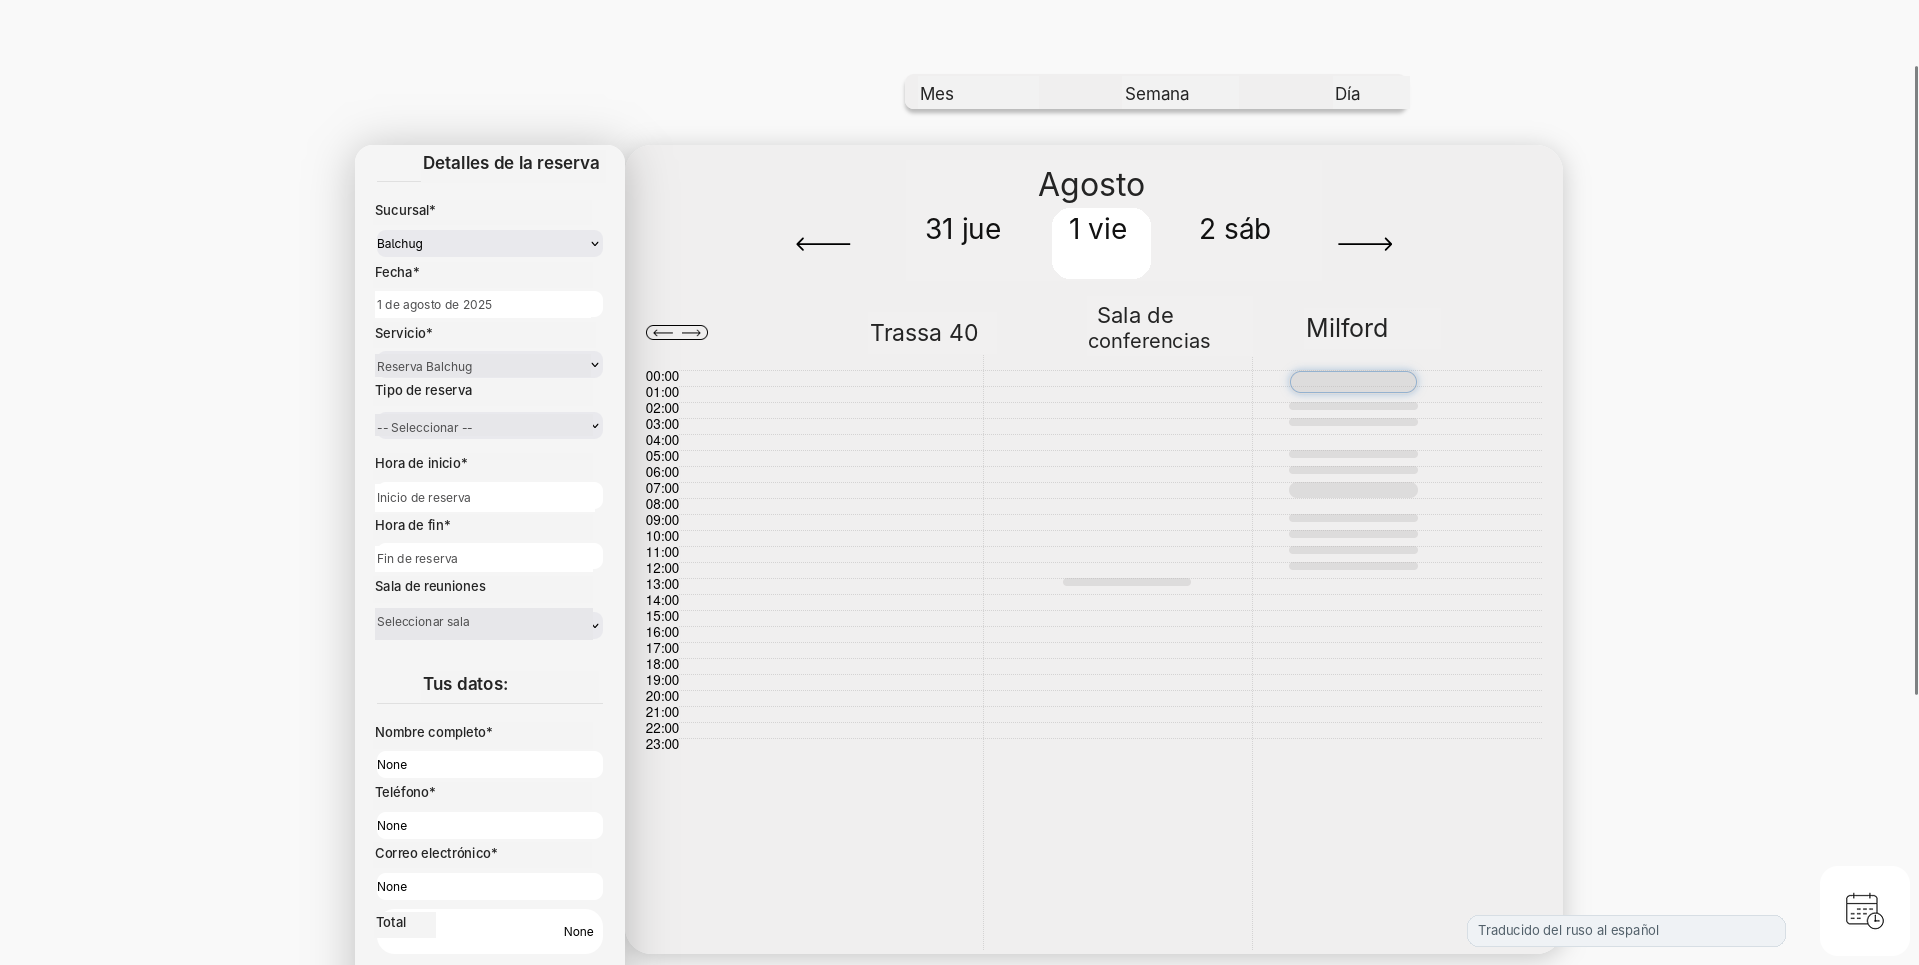 Mes
Semana
Día
Detalles de la reserva
Sucursal*
Balchug
Fecha*
1 de agosto de 2025
Servicio*
Reserva Balchug
Tipo de reserva
-- Seleccionar --
Hora de inicio*
Inicio de reserva
Hora de fin*
Fin de reserva
Sala de reuniones
Seleccionar sala
Tus datos:
Nombre completo*
None
Teléfono*
None
Correo electrónico*
None
Total
None
Agosto
31 jue
1 vie
2 sáb
Trassa 40
Sala de
conferencias
Milford
00:00
01:00
02:00
03:00
04:00
05:00
06:00
07:00
08:00
09:00
10:00
11:00
12:00
13:00
14:00
15:00
16:00
17:00
18:00
19:00
20:00
21:00
22:00
23:00
Traducido del ruso al español